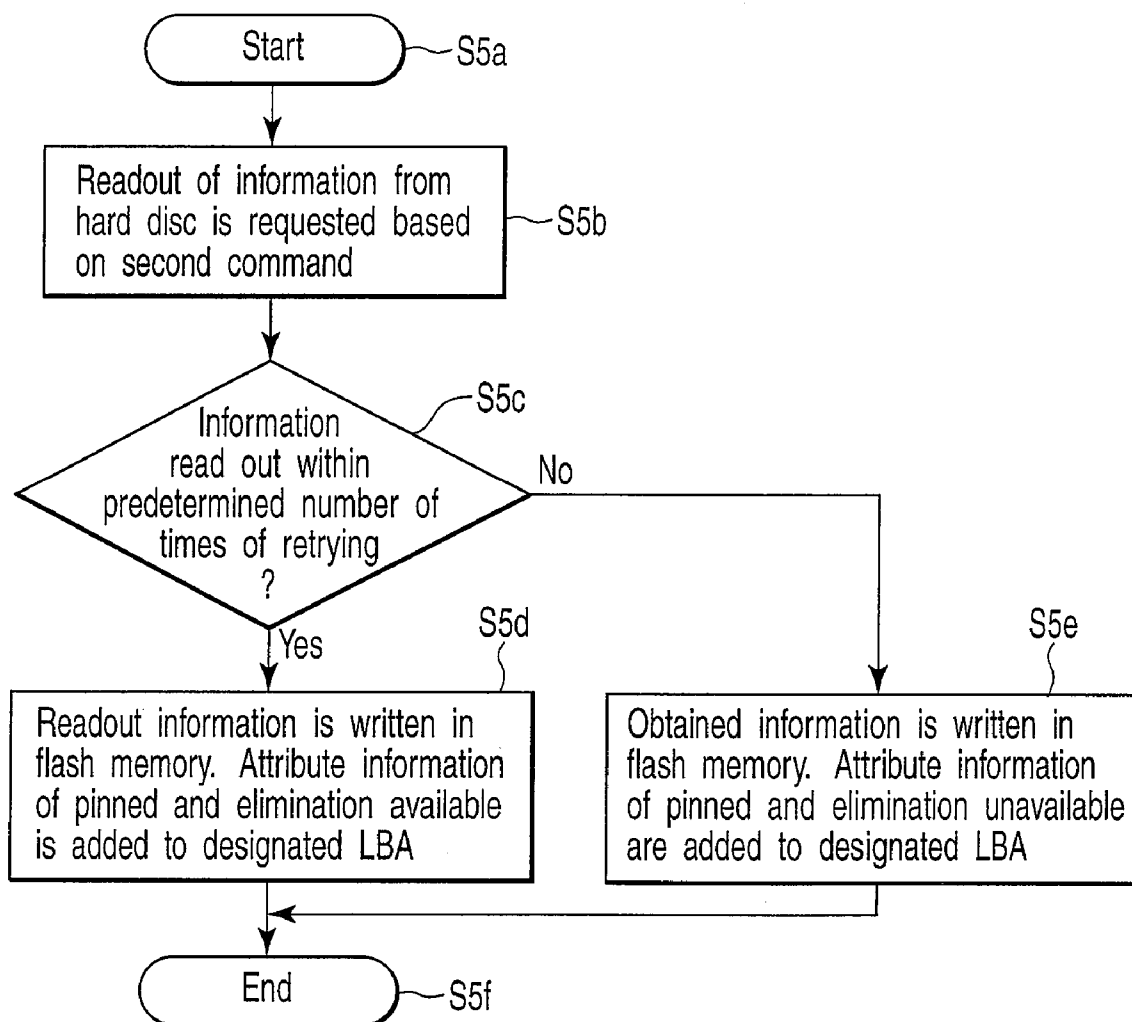 Start
S5a
Readout of information from
hard disc is requested based
on second command
S5b
S5c
Information
read out within
predetermined number of
times of retrying
?
No
Yes
S5d
Readout information is written in
flash memory. Attribute information
of pinned and elimination available
is added to designated LBA
S5e
Obtained information is written in
flash memory. Attribute information
of pinned and elimination unavailable
are added to designated LBA
End
S5f